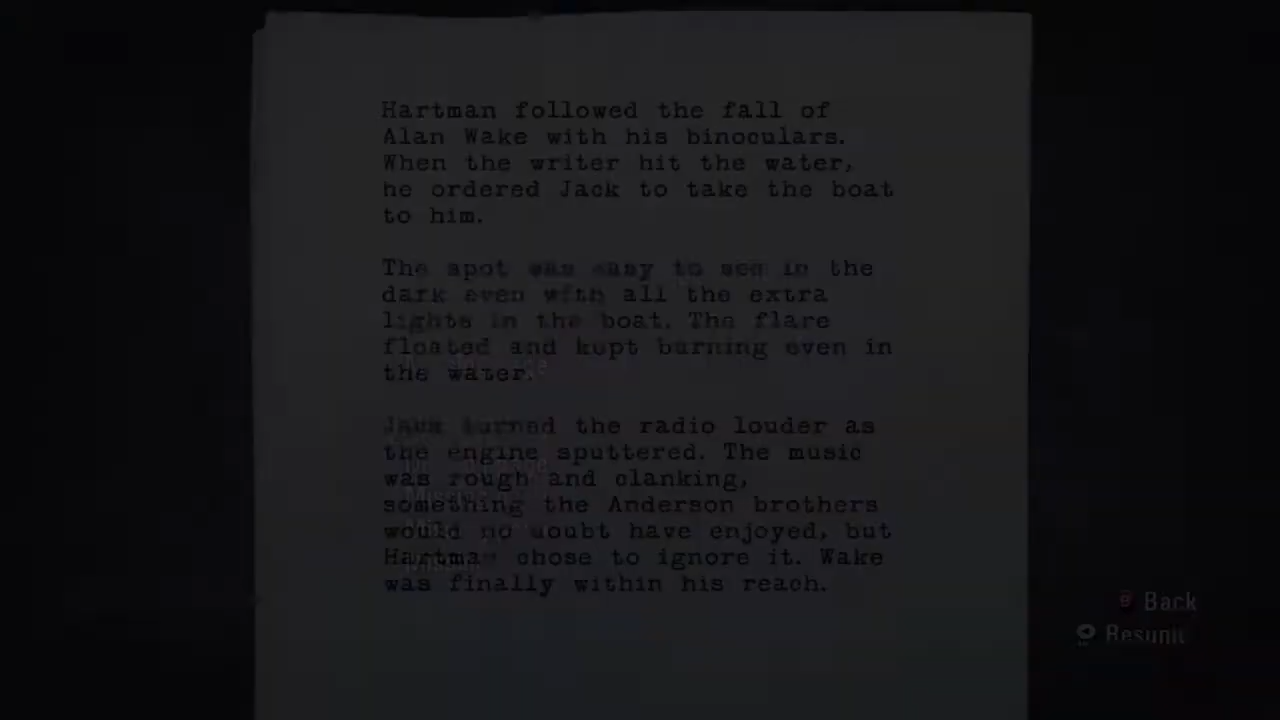 Hartman followed the fall of
Alan Wake with his binoculars.
When the writer hit the water,
he ordered Jack to take the boat
to him.
The spot was easy to see in the
dark even with all the extra
lights in the boat. The flare
floated and kept burning even in
the water.
Jack turned the radio louder as
the engine sputtered. The music
was rough and clanking,
something the Anderson brothers
would no doubt have enjoyed, but
Hartman chose to ignore it. Wake
was finally within his reach.
Back
Resume